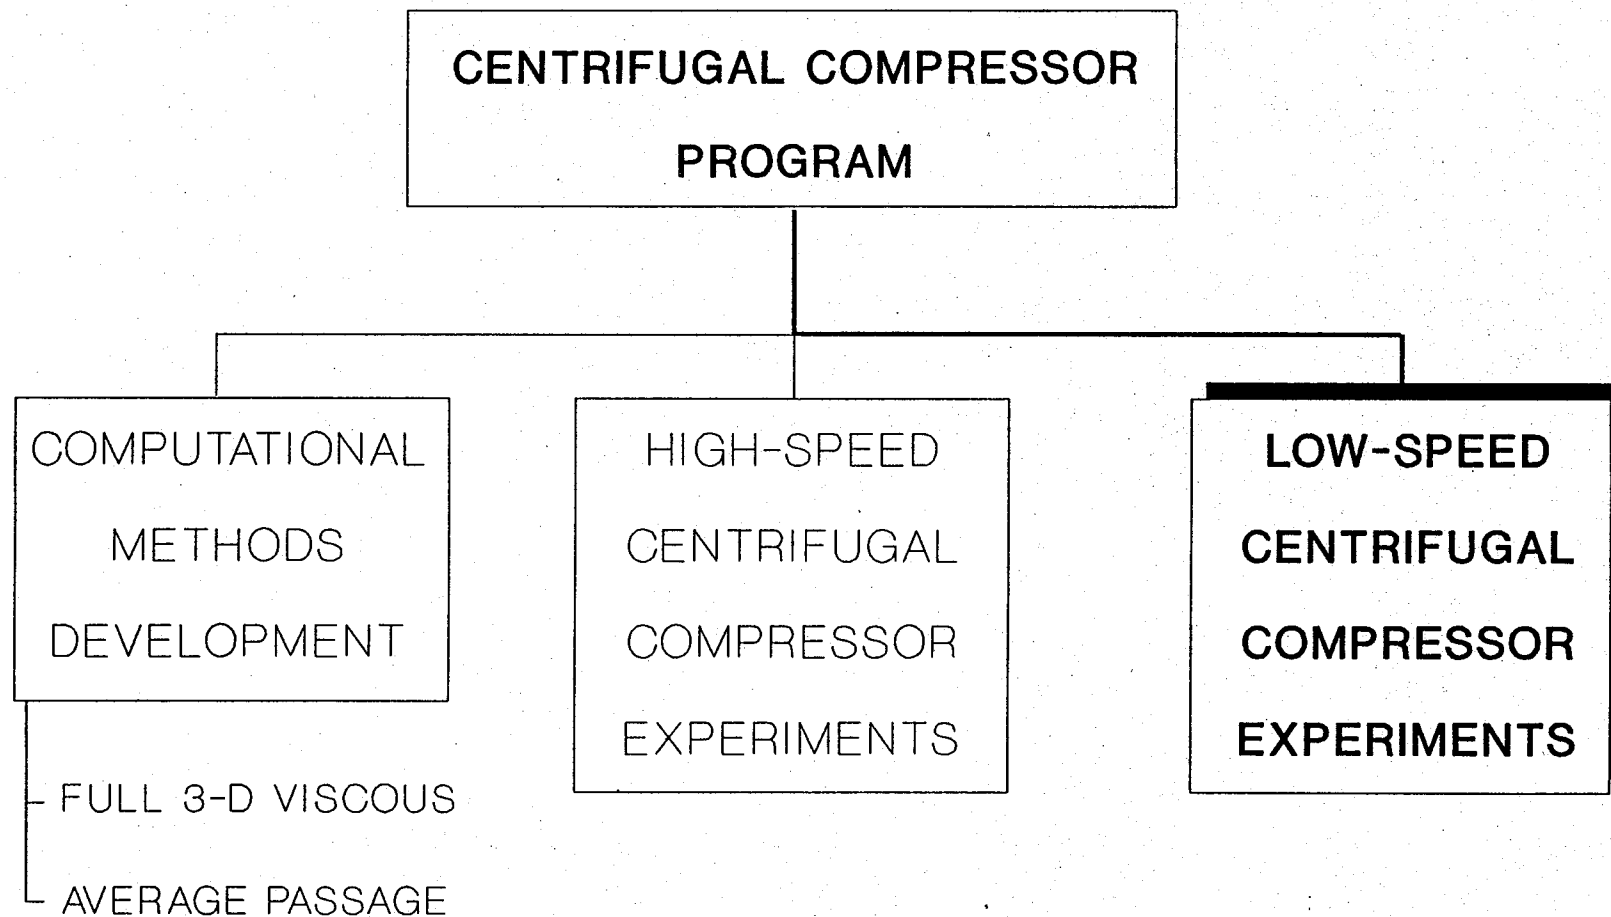 CENTRIFUGAL COMPRESSOR
PROGRAM
COMPUTATIONAL
METHODS
DEVELOPMENT
- FULL 3-D VISCOUS
- AVERAGE PASSAGE
HIGH-SPEED
CENTRIFUGAL
COMPRESSOR
EXPERIMENTS
LOW-SPEED
CENTRIFUGAL
COMPRESSOR
EXPERIMENTS